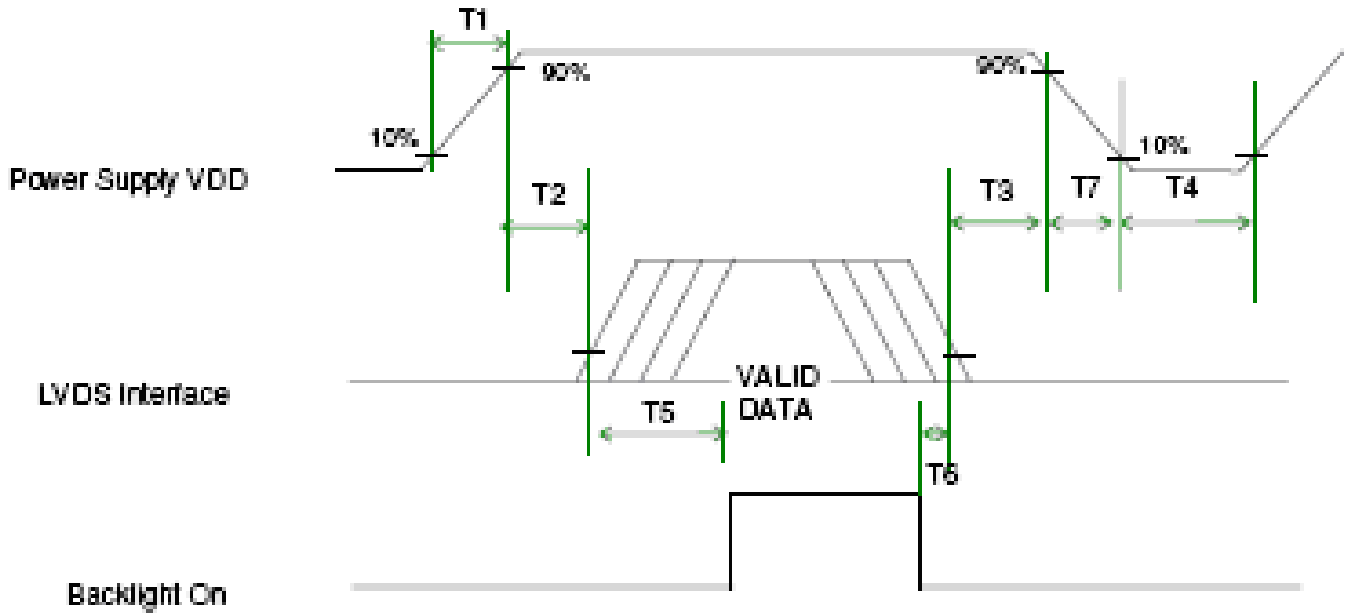 T1
90%
90%
10%
10%
Power Supply VDD
T2
T3
T7
T4
VALID
DATA
LVDS Interface
T5
T6
Backlight On